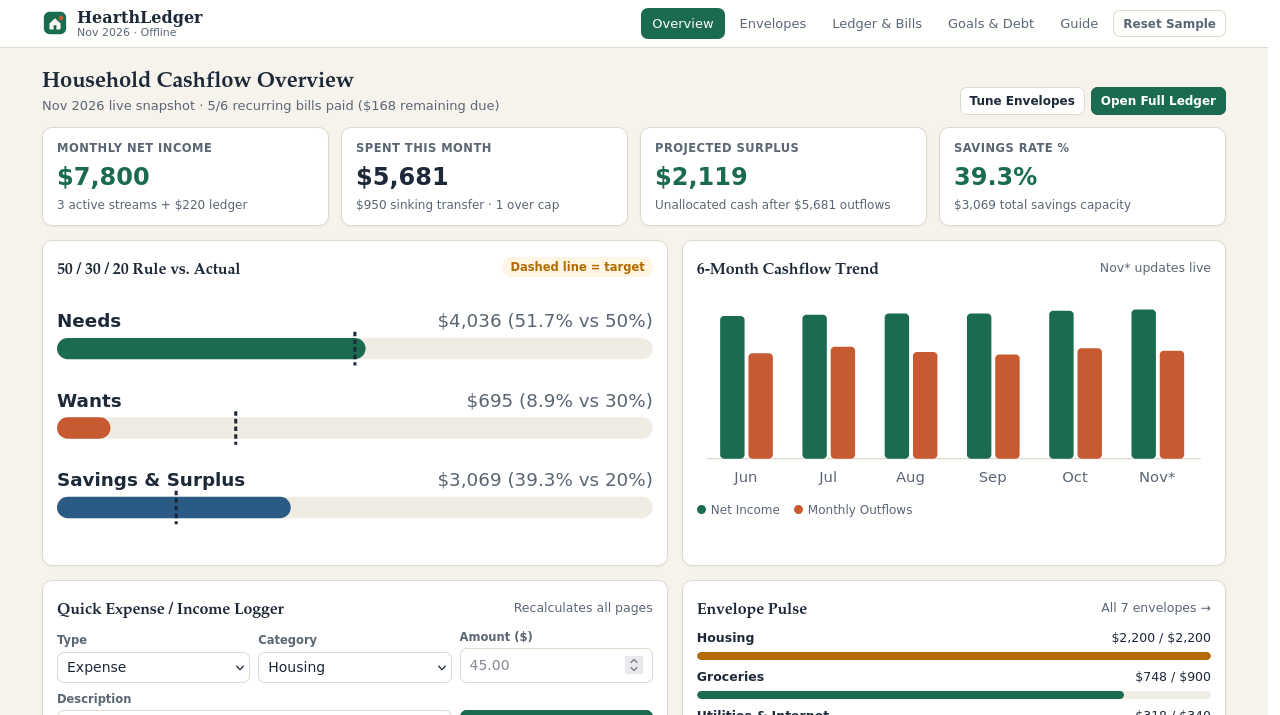 HearthLedger
Nov 2026 · Offline
Overview
Envelopes
Ledger & Bills
Goals & Debt
Guide
Reset Sample
Household Cashflow Overview
Nov 2026 live snapshot · 5/6 recurring bills paid ($168 remaining due)
Tune Envelopes
Open Full Ledger
MONTHLY NET INCOME
$7,800
3 active streams + $220 ledger
SPENT THIS MONTH
$5,681
$950 sinking transfer · 1 over cap
PROJECTED SURPLUS
$2,119
Unallocated cash after $5,681 outflows
SAVINGS RATE %
39.3%
$3,069 total savings capacity
50 / 30 / 20 Rule vs. Actual
Dashed line = target
Needs
$4,036 (51.7% vs 50%)
Wants
$695 (8.9% vs 30%)
Savings & Surplus
$3,069 (39.3% vs 20%)
6-Month Cashflow Trend
Nov* updates live
Jun
Jul
Aug
Sep
Oct
Nov*
Net Income
Monthly Outflows
Quick Expense / Income Logger
Recalculates all pages
Type
Category
Amount ($)
Expense
Housing
45.00
Description
Envelope Pulse
All 7 envelopes →
Housing
$2,200 / $2,200
Groceries
$748 / $900
Utilities & Internet
$318 / $340